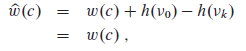 ŵ(c) = w(c) + h(v₀) − h(vₖ)
= w(c) ,